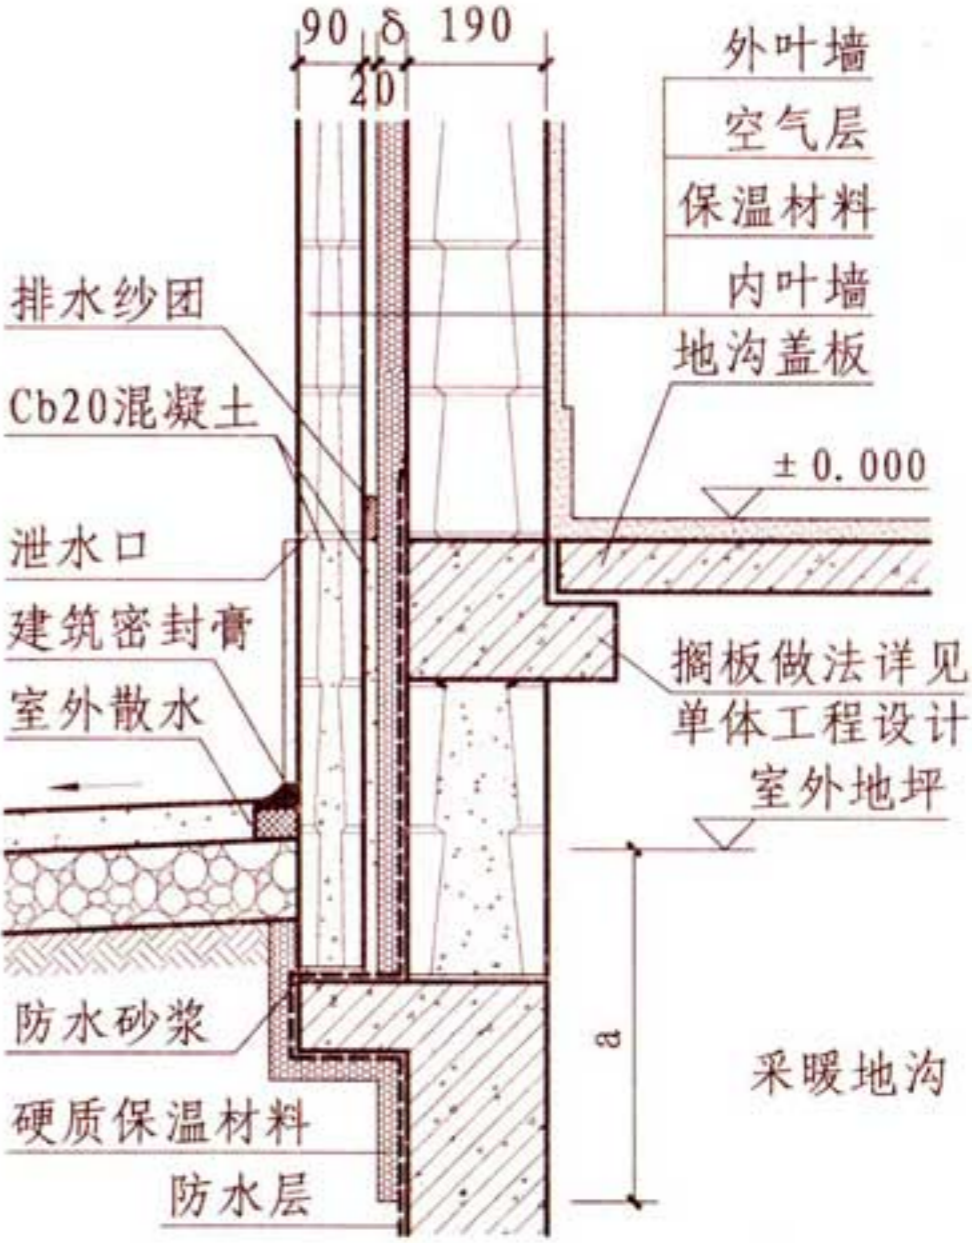 90 δ 190
20
外叶墙
空气层
保温材料
内叶墙
地沟盖板
±0.000
排水纱团
Cb20混凝土
泄水口
建筑密封膏
室外散水
搁板做法详见
单体工程设计
室外地坪
防水砂浆
a
采暖地沟
硬质保温材料
防水层